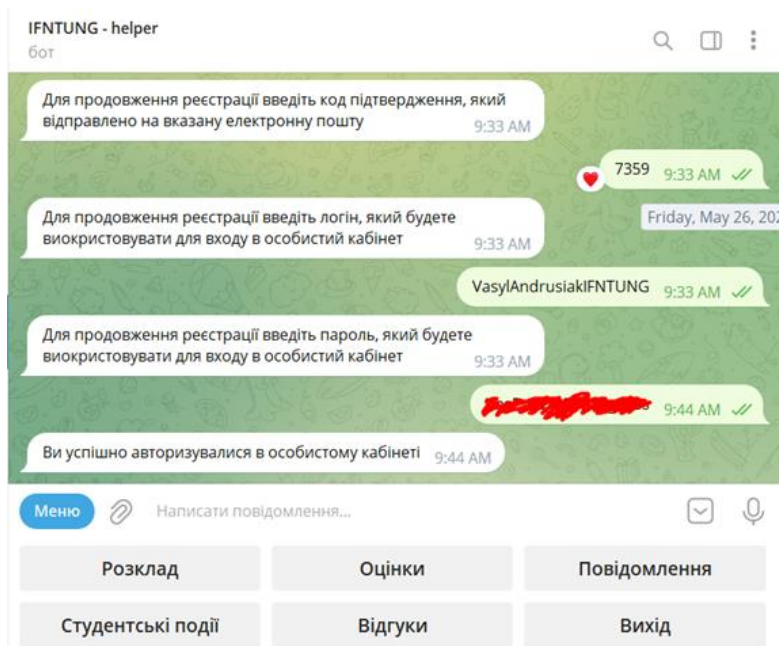 IFNTUNG - helper
бот
Для продовження реєстрації введіть код підтвердження, який
відправлено на вказану електронну пошту
9:33 AM
7359 9:33 AM
Для продовження реєстрації введіть логін, який будете
виокристовувати для входу в особистий кабінет
9:33 AM
Friday, May 26, 202
VasylAndrusiakIFNTUNG 9:33 AM
Для продовження реєстрації введіть пароль, який будете
виокристовувати для входу в особистий кабінет
9:33 AM
9:44 AM
Ви успішно авторизувалися в особистому кабінеті 9:44 AM
Меню Написати повідомлення...
Розклад Оцінки Повідомлення
Студентські події Відгуки Вихід